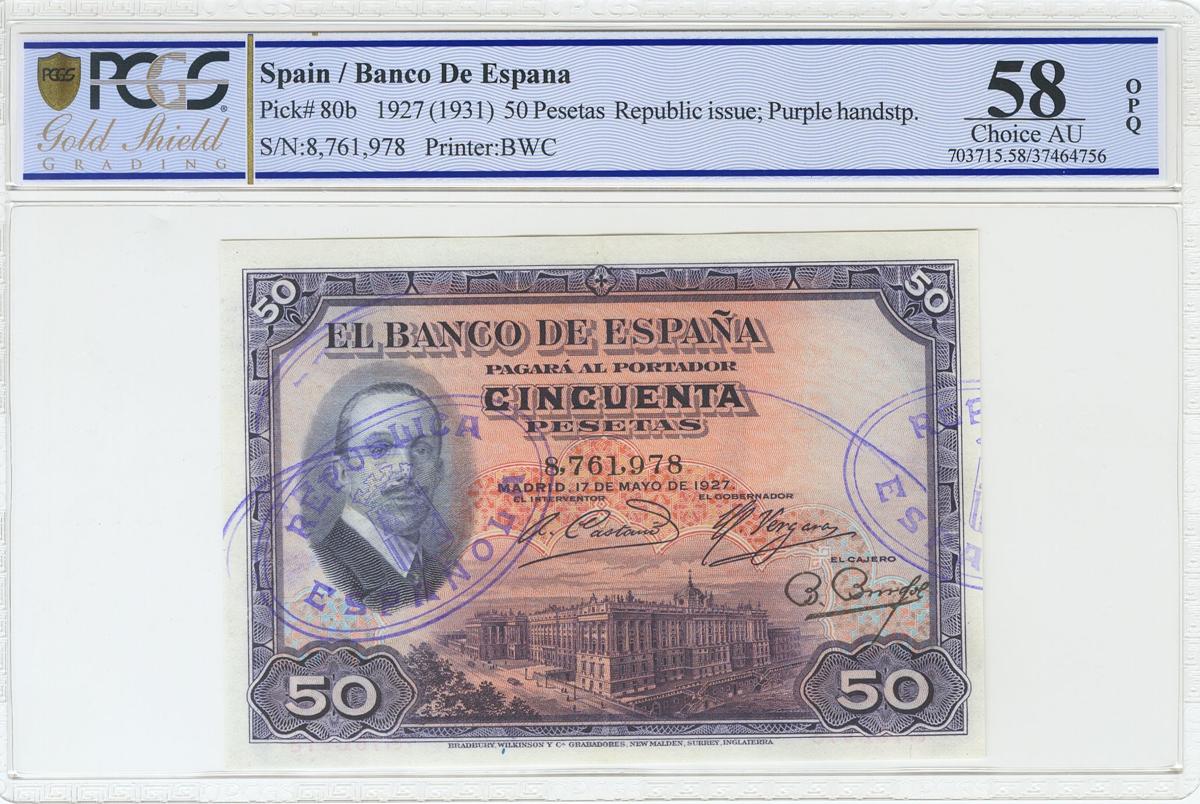 PCGS
PCGS
Gold Shield
GRADING
Spain / Banco De Espana
Pick# 80b 1927 (1931) 50 Pesetas Republic issue; Purple handstp.
S/N:8,761,978 Printer:BWC
58
Choice AU
703715.58/37464756
OPQ
50
50
EL BANCO DE ESPAÑA
PAGARÁ AL PORTADOR
CINCUENTA
PESETAS
8,761,978
MADRID, 17 DE MAYO DE 1927.
EL INTERVENTOR
EL GOBERNADOR
EL CAJERO
REPUBLICA
ESPAÑOLA
50
50
BRADBURY, WILKINSON Y Cª GRABADORES, NEW MALDEN, SURREY, INGLATERRA